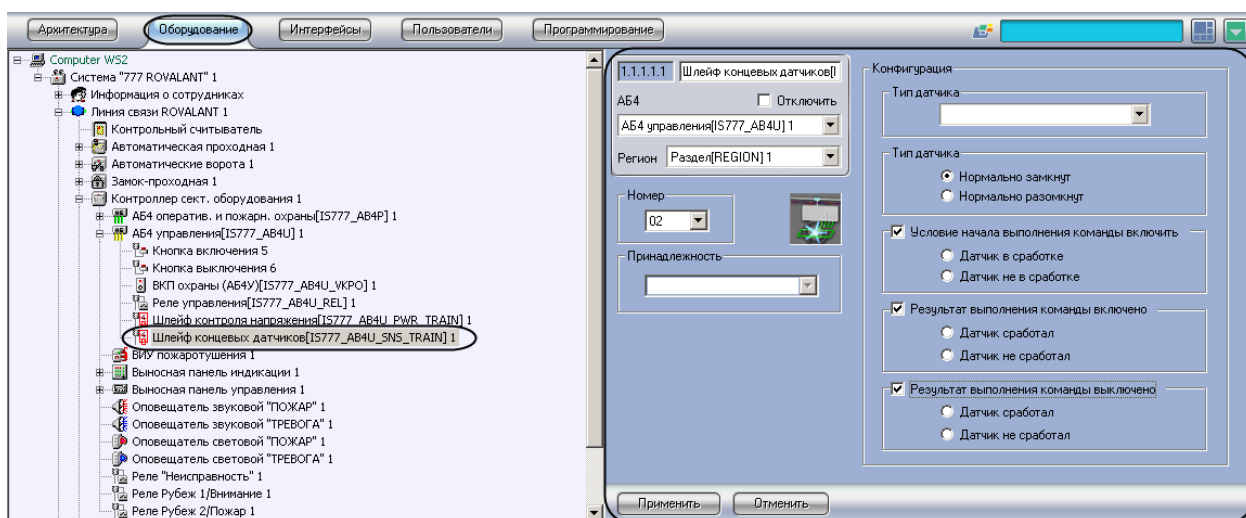 Архитектура Оборудование Интерфейсы Пользователи Программирование
Computer WS2
Система "777 ROVALANT" 1
Информация о сотрудниках
Линия связи ROVALANT 1
Контрольный считыватель
Автоматическая проходная 1
Автоматические ворота 1
Замок-проходная 1
Контроллер сект. оборудования 1
АБ4 оператив. и пожарн. охраны[IS777_AB4P] 1
АБ4 управления[IS777_AB4U] 1
Кнопка включения 5
Кнопка выключения 6
ВКП охраны (АБ4У)[IS777_AB4U_VKPO] 1
Реле управления[IS777_AB4U_REL] 1
Шлейф контроля напряжения[IS777_AB4U_PWR_TRAIN] 1
Шлейф концевых датчиков[IS777_AB4U_SNS_TRAIN] 1
ВИУ пожаротушения 1
Выносная панель индикации 1
Выносная панель управления 1
Оповещатель звуковой "ПОЖАР" 1
Оповещатель звуковой "ТРЕВОГА" 1
Оповещатель световой "ПОЖАР" 1
Оповещатель световой "ТРЕВОГА" 1
Реле "Неисправность" 1
Реле Рубеж 1/Внимание 1
Реле Рубеж 2/Пожар 1
1.1.1.1.1 Шлейф концевых датчиков[I
АБ4 Отключить
АБ4 управления[IS777_AB4U] 1
Регион Раздел[REGION] 1
Номер
02
Принадлежность
Конфигурация
Тип датчика
Тип датчика
Нормально замкнут
Нормально разомкнут
Условие начала выполнения команды включить
Датчик в сработке
Датчик не в сработке
Результат выполнения команды включено
Датчик сработал
Датчик не сработал
Результат выполнения команды выключено
Датчик сработал
Датчик не сработал
Применить Отменить